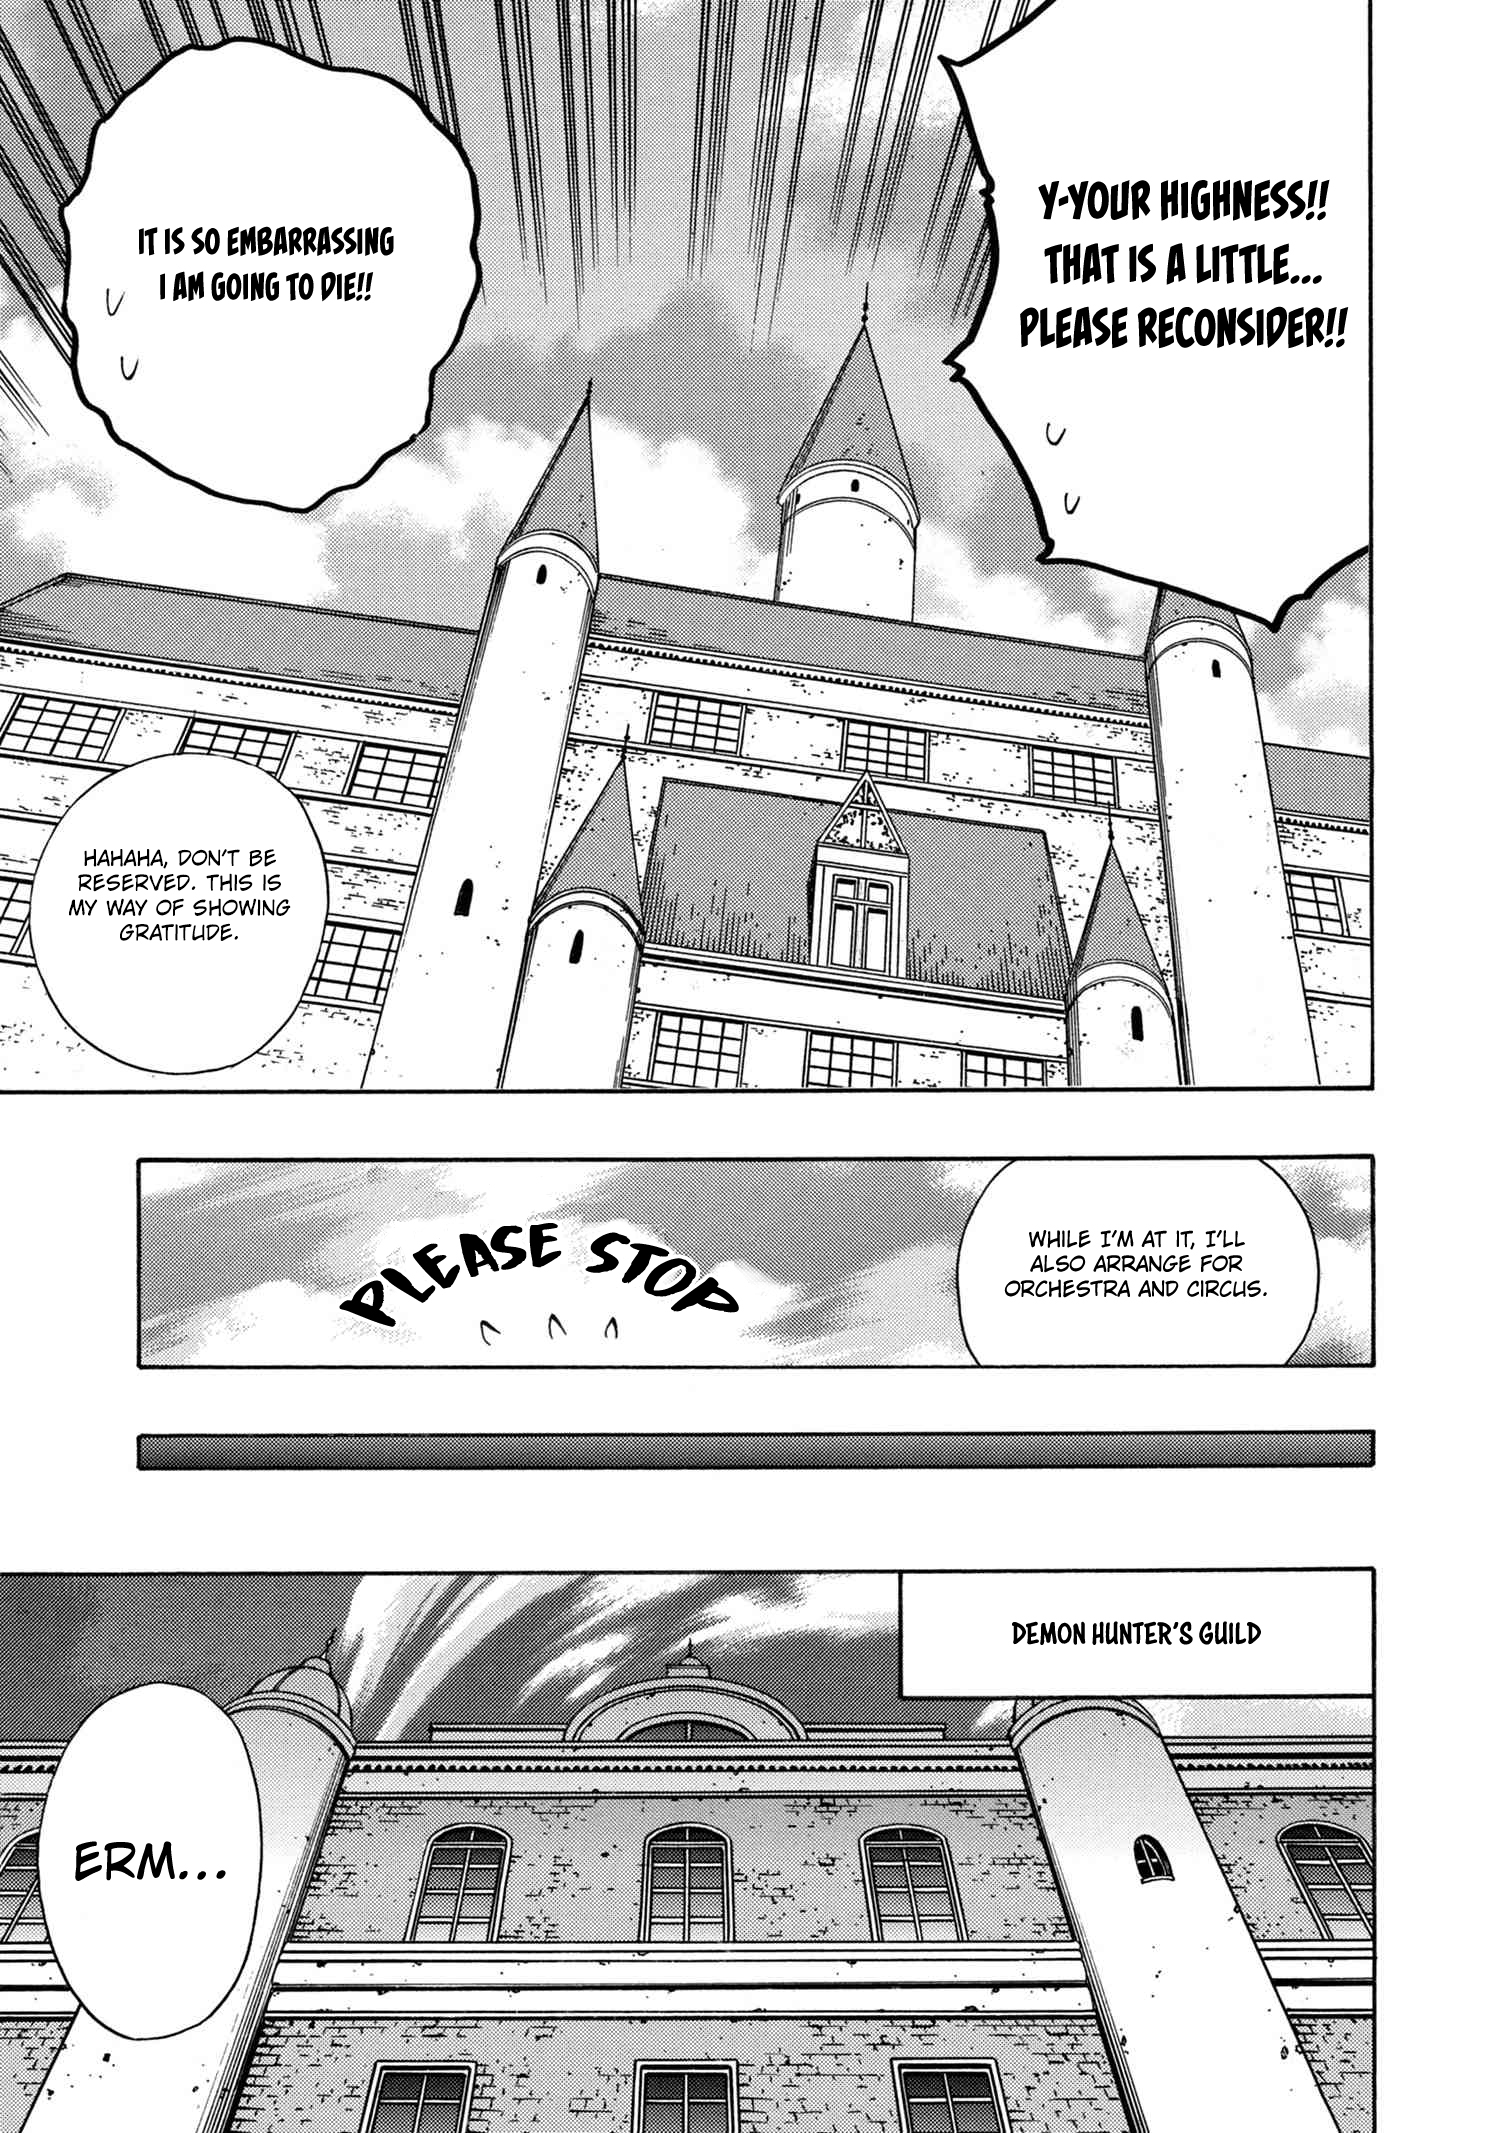 Y-YOUR HIGHNESS!!
THAT IS A LITTLE...
PLEASE RECONSIDER!!
IT IS SO EMBARRASSING
I AM GOING TO DIE!!
HAHAHA, DON'T BE
RESERVED. THIS IS
MY WAY OF SHOWING
GRATITUDE.
WHILE I'M AT IT, I'LL
ALSO ARRANGE FOR
ORCHESTRA AND CIRCUS.
PLEASE STOP
DEMON HUNTER'S GUILD
ERM...